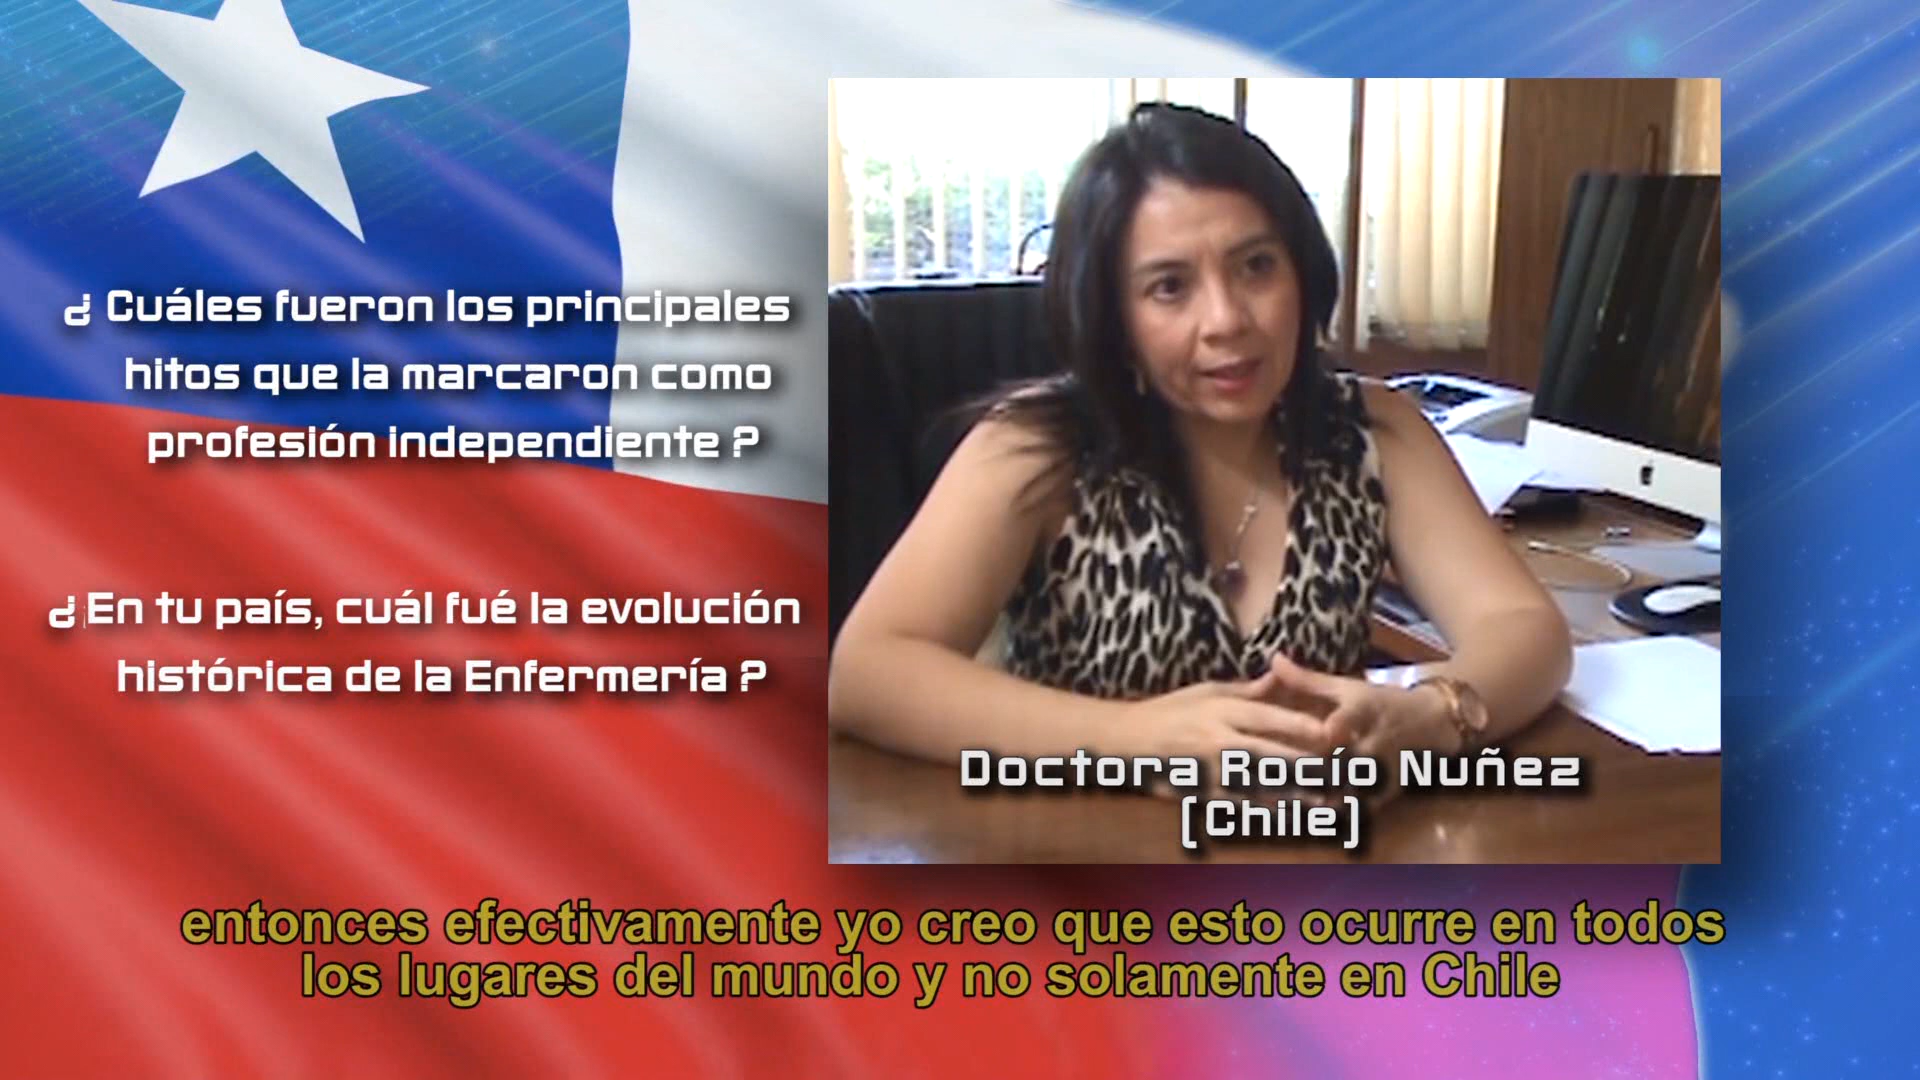 ¿ Cuáles fueron los principales
hitos que la marcaron como
profesión independiente ?
¿ En tu país, cuál fué la evolución
histórica de la Enfermería ?
Doctora Rocío Nuñez
(Chile)
entonces efectivamente yo creo que esto ocurre en todos
los lugares del mundo y no solamente en Chile